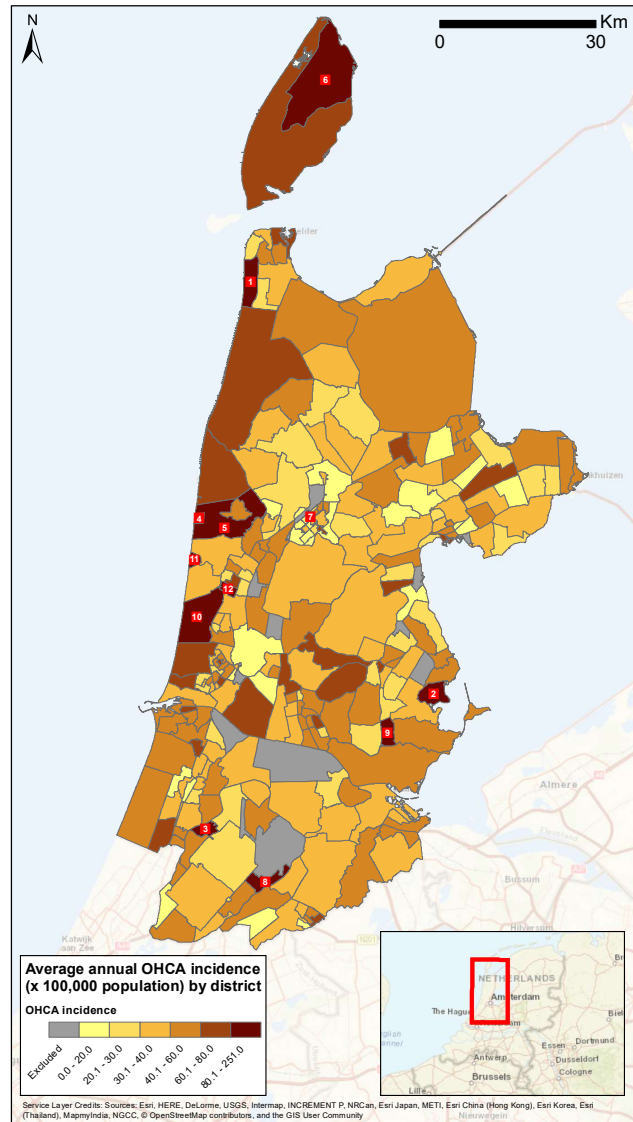 N
Km
0
30
6
elder
1
khuizen
4
5
7
11
12
10
2
9
3
8
Almere
Bussum
Hilversum
Katwijk
aan Zee
N201
Average annual OHCA incidence
(x 100,000 population) by district
OHCA incidence
Excluded
0.0 - 20.0
20.1 - 30.0
30.1 - 40.0
40.1 - 60.0
60.1 - 80.0
80.1 - 251.0
NETHERLANDS
Amsterdam
The Hague
Essen
Dortmund
Antwerp
Dusseldorf
Cologne
Brussels
Lille
Service Layer Credits: Sources: Esri, HERE, DeLorme, USGS, Intermap, INCREMENT P, NRCan, Esri Japan, METI, Esri China (Hong Kong), Esri Korea, Esri
(Thailand), MapmyIndia, NGCC, © OpenStreetMap contributors, and the GIS User Community